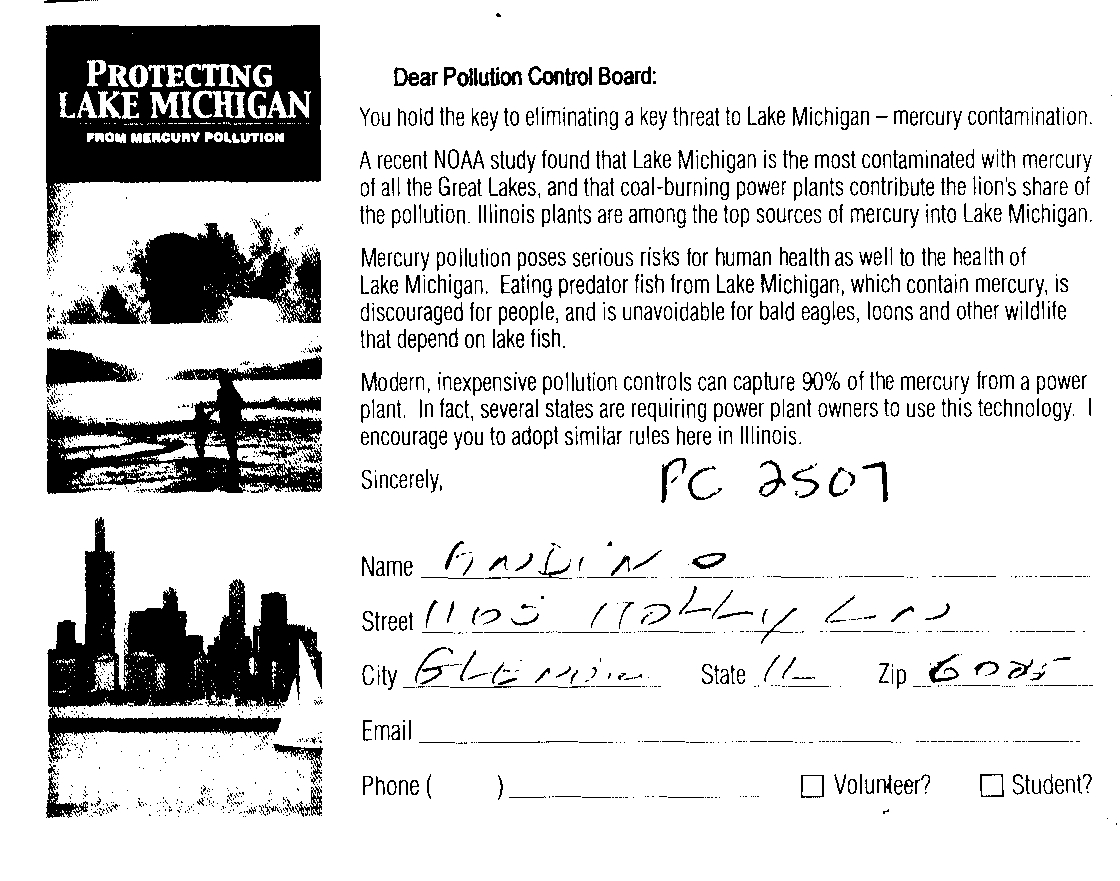 PROTECTING
LAKE MICHIGAN
FROM MERCURY POLLUTION
Dear Pollution Control Board:
You hold the key to eliminating a key threat to Lake Michigan – mercury contamination.
A recent NOAA study found that Lake Michigan is the most contaminated with mercury
of all the Great Lakes, and that coal-burning power plants contribute the lion's share of
the pollution. Illinois plants are among the top sources of mercury into Lake Michigan.
Mercury pollution poses serious risks for human health as well to the health of
Lake Michigan. Eating predator fish from Lake Michigan, which contain mercury, is
discouraged for people, and is unavoidable for bald eagles, loons and other wildlife
that depend on lake fish.
Modern, inexpensive pollution controls can capture 90% of the mercury from a power
plant. In fact, several states are requiring power plant owners to use this technology. I
encourage you to adopt similar rules here in Illinois.
Sincerely,
PC 2507
Name ANDINO
Street 1105 HOLLY LN
City State IL Zip 6025
Email
Phone ( )
Volunteer? Student?